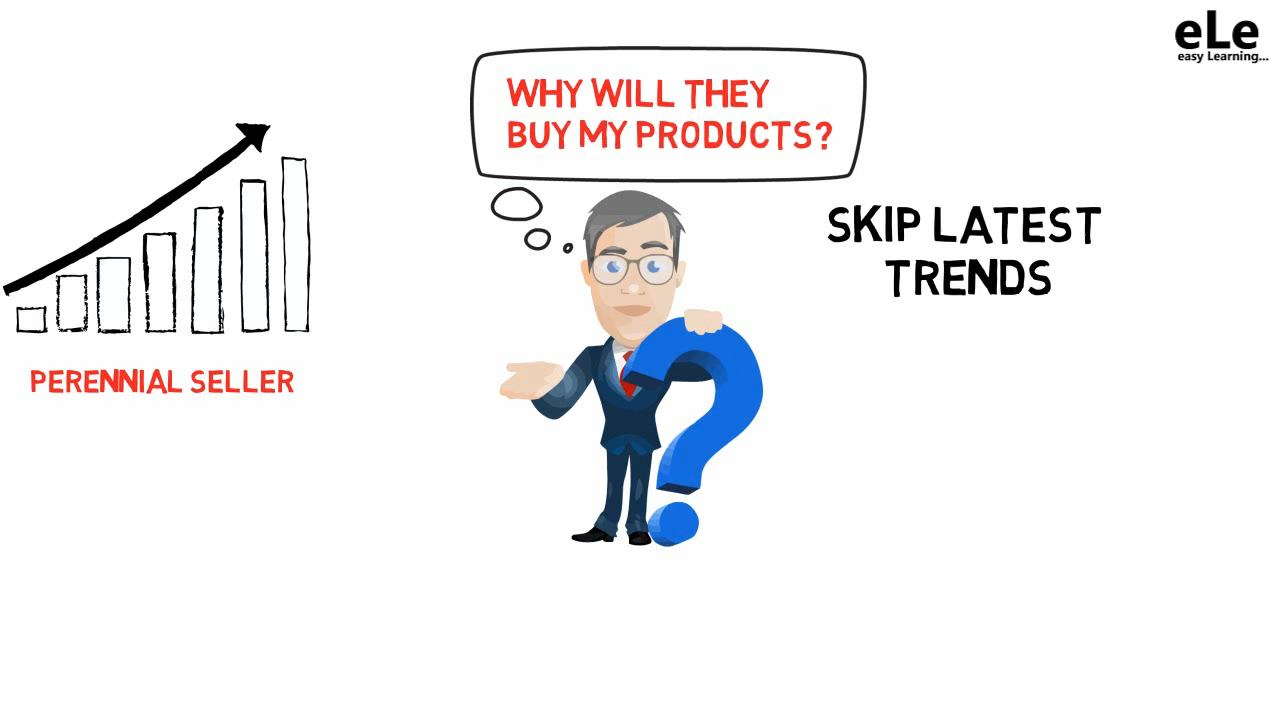 eLe
easy Learning...
WHY WILL THEY
BUY MY PRODUCTS?
SKIP LATEST
TRENDS
PERENNIAL SELLER